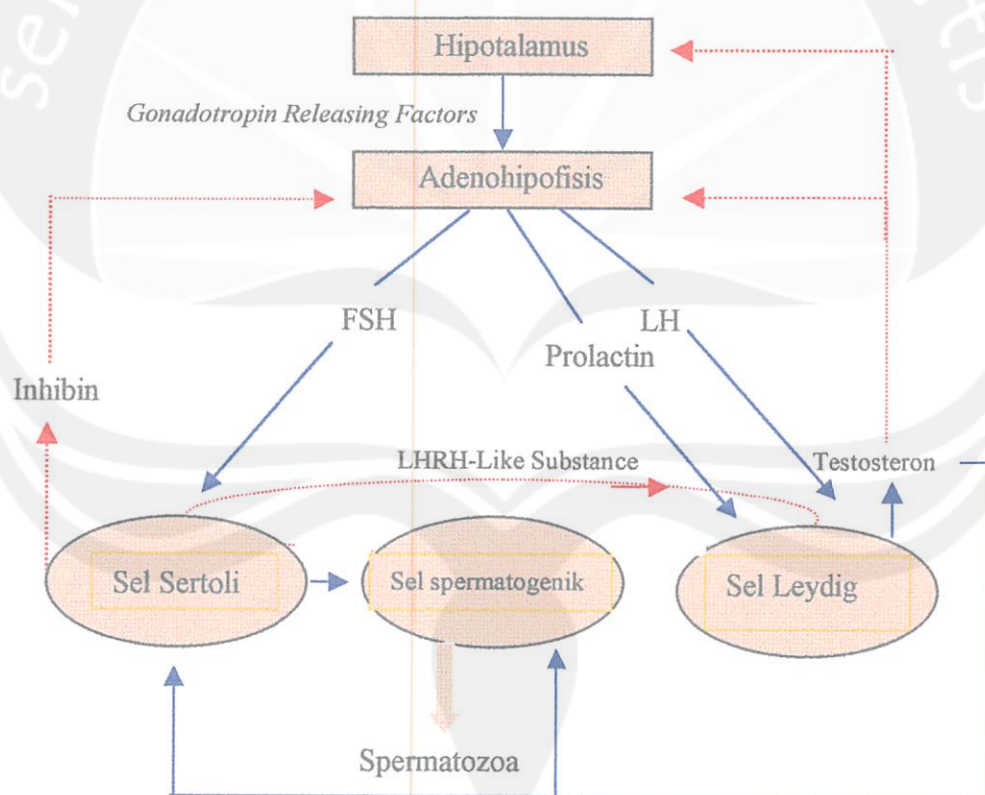 Hipotalamus
Gonadotropin Releasing Factors
Adenohipofisis
FSH
LH
Prolactin
Inhibin
LHRH-Like Substance
Testosteron
Sel Sertoli
Sel spermatogenik
Sel Leydig
Spermatozoa